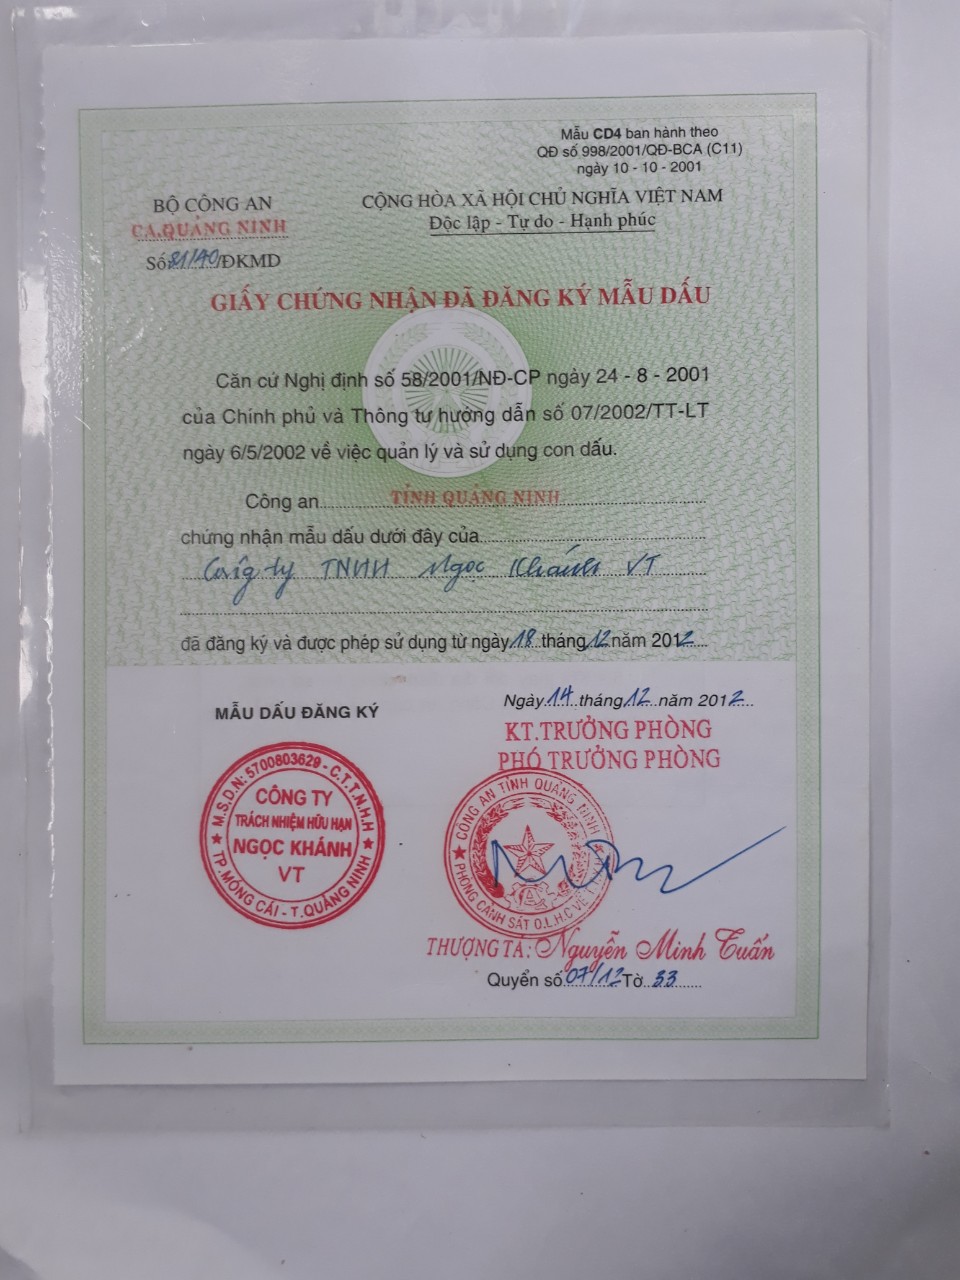 Mẫu CD4 ban hành theo
QĐ số 998/2001/QĐ-BCA (C11)
ngày 10 - 10 - 2001
BỘ CÔNG AN
CA.QUẢNG NINH
Số 81/40/ĐKMD
CỘNG HÒA XÃ HỘI CHỦ NGHĨA VIỆT NAM
Độc lập - Tự do - Hạnh phúc
GIẤY CHỨNG NHẬN ĐÃ ĐĂNG KÝ MẪU DẤU
Căn cứ Nghị định số 58/2001/NĐ-CP ngày 24 - 8 - 2001
của Chính phủ và Thông tư hướng dẫn số 07/2002/TT-LT
ngày 6/5/2002 về việc quản lý và sử dụng con dấu.
Công an TỈNH QUẢNG NINH
chứng nhận mẫu dấu dưới đây của
Công ty TNHH Ngọc Khánh VT
đã đăng ký và được phép sử dụng từ ngày 18 tháng 12 năm 2012
MẪU DẤU ĐĂNG KÝ
M.S.D.N: 5700803629 - C.T.T.N.H.H
CÔNG TY
TRÁCH NHIỆM HỮU HẠN
NGỌC KHÁNH
VT
TP.MÓNG CÁI - T.QUẢNG NINH
Ngày 14 tháng 12 năm 2012
KT.TRƯỞNG PHÒNG
PHÓ TRƯỞNG PHÒNG
CÔNG AN TỈNH QUẢNG NINH
PHÒNG CẢNH SÁT Q.L.H.C VỀ
THƯỢNG TÁ: Nguyễn Minh Tuấn
Quyển số 07/12 Tờ 33